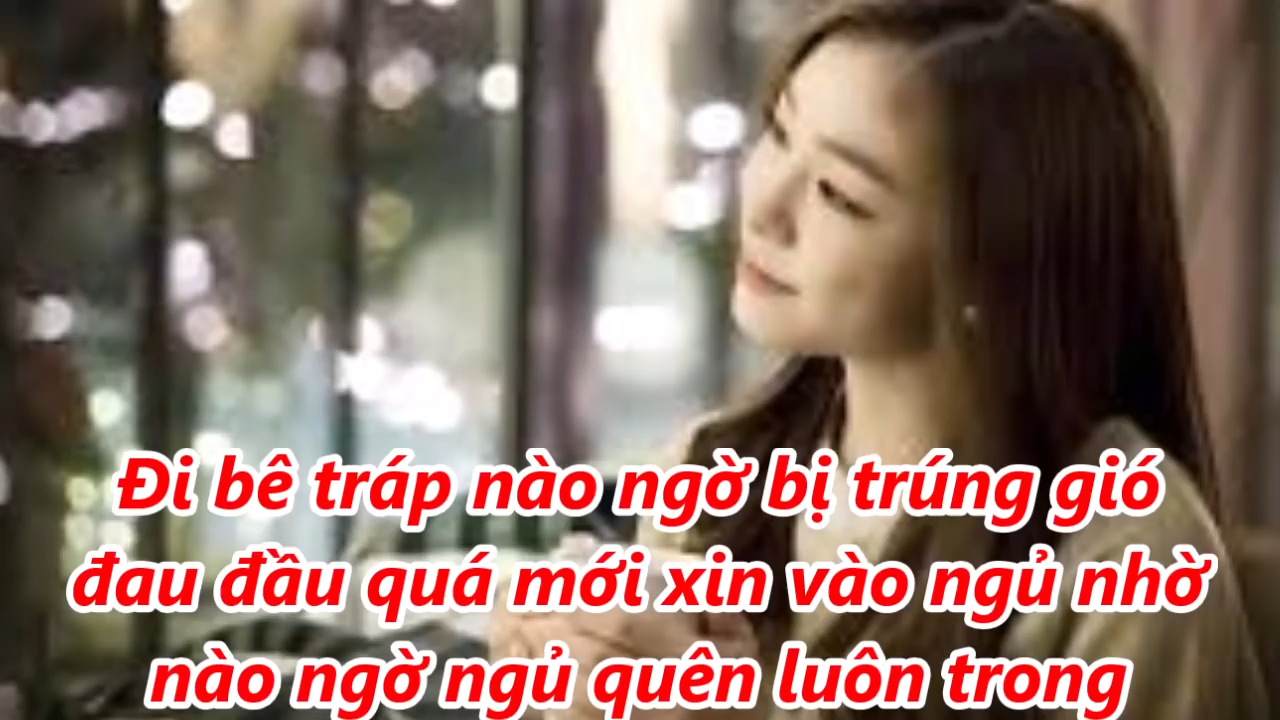 Đi bê tráp nào ngờ bị trúng gió
đau đầu quá mới xin vào ngủ nhờ
nào ngờ ngủ quên luôn trong